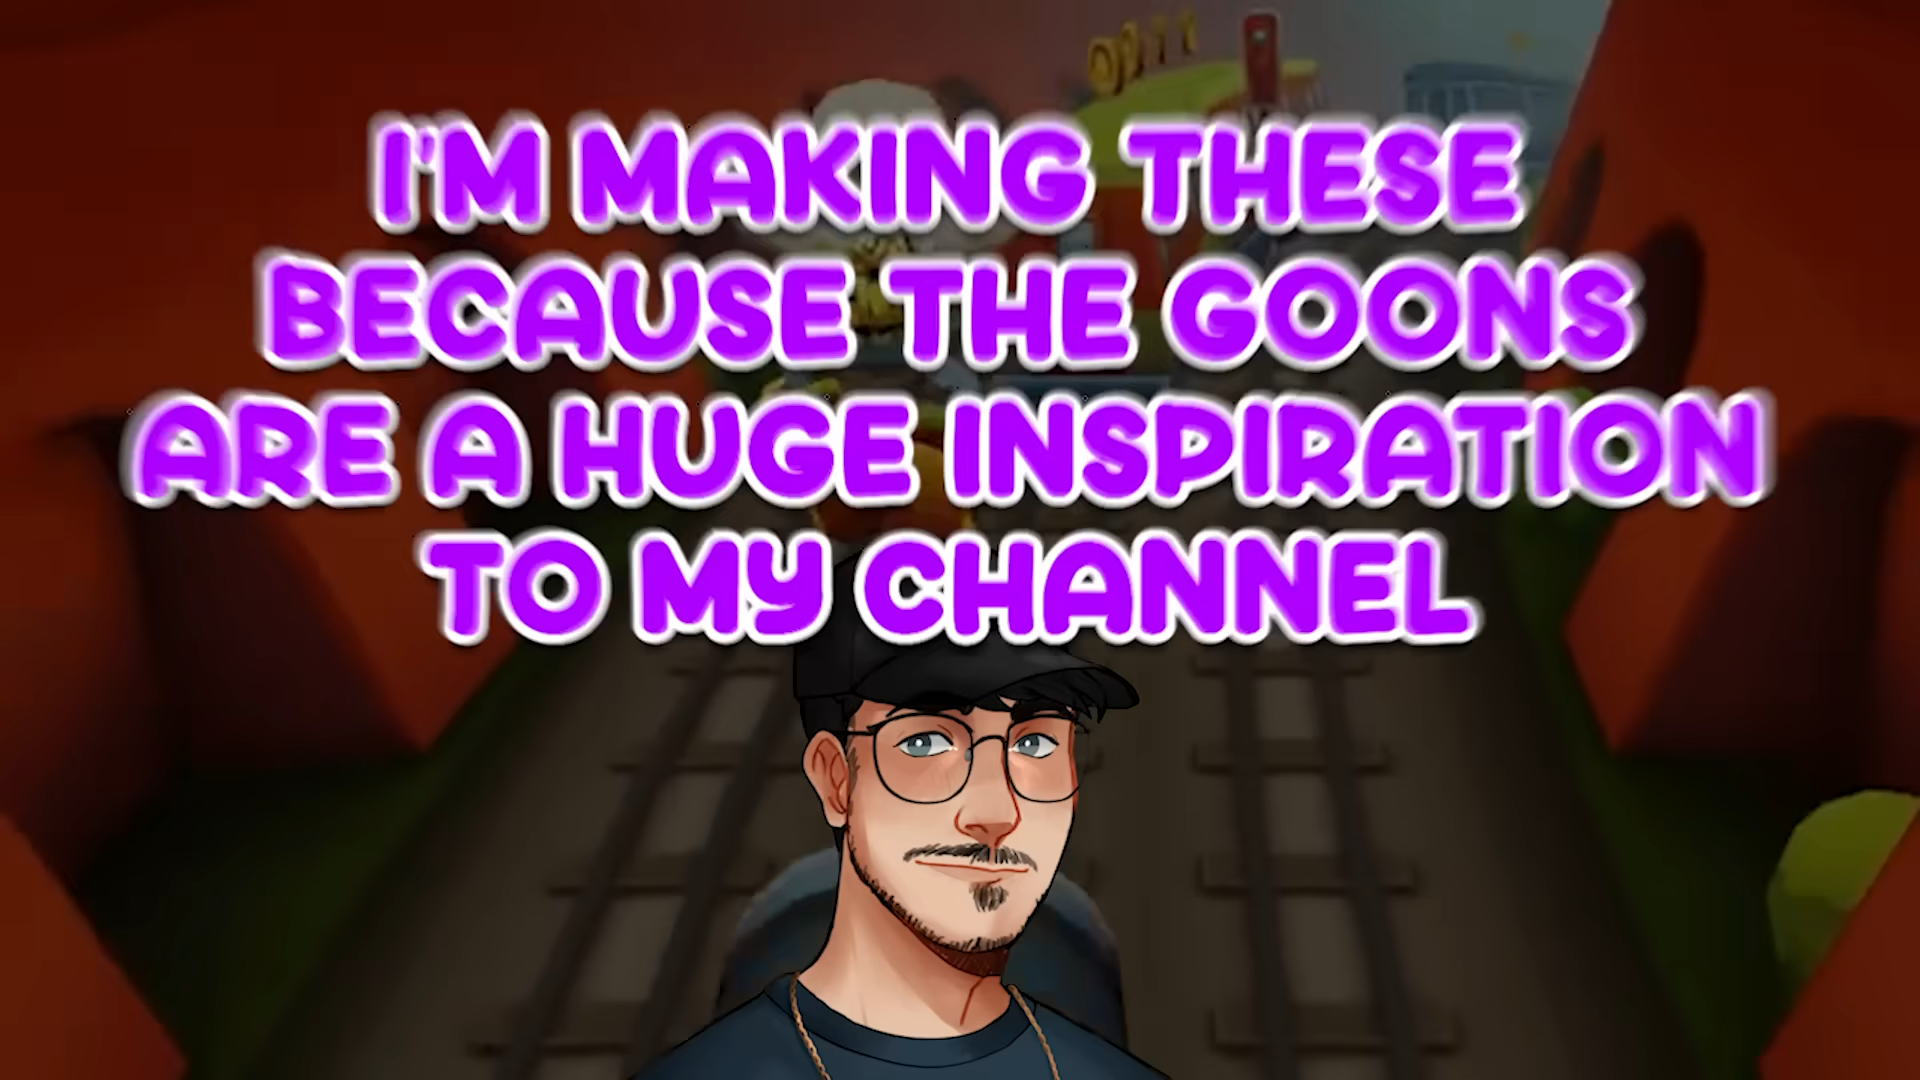 I'M MAKING THESE
BECAUSE THE GOONS
ARE A HUGE INSPIRATION
TO MY CHANNEL